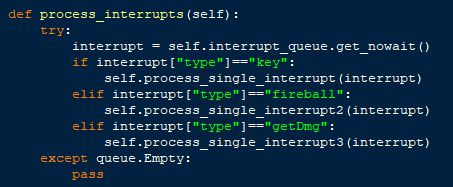 def process_interrupts(self):
    try:
        interrupt = self.interrupt_queue.get_nowait()
        if interrupt["type"]=="key":
            self.process_single_interrupt(interrupt)
        elif interrupt["type"]=="fireball":
            self.process_single_interrupt2(interrupt)
        elif interrupt["type"]=="getDmg":
            self.process_single_interrupt3(interrupt)
    except queue.Empty:
        pass